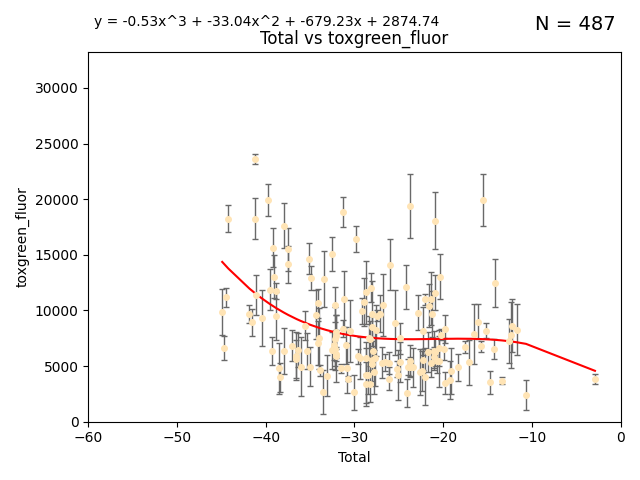 y = -0.53x^3 + -33.04x^2 + -679.23x + 2874.74
N = 487
Total vs toxgreen_fluor
30000
25000
20000
15000
10000
5000
0
toxgreen_fluor
−60
−50
−40
−30
−20
−10
0
Total